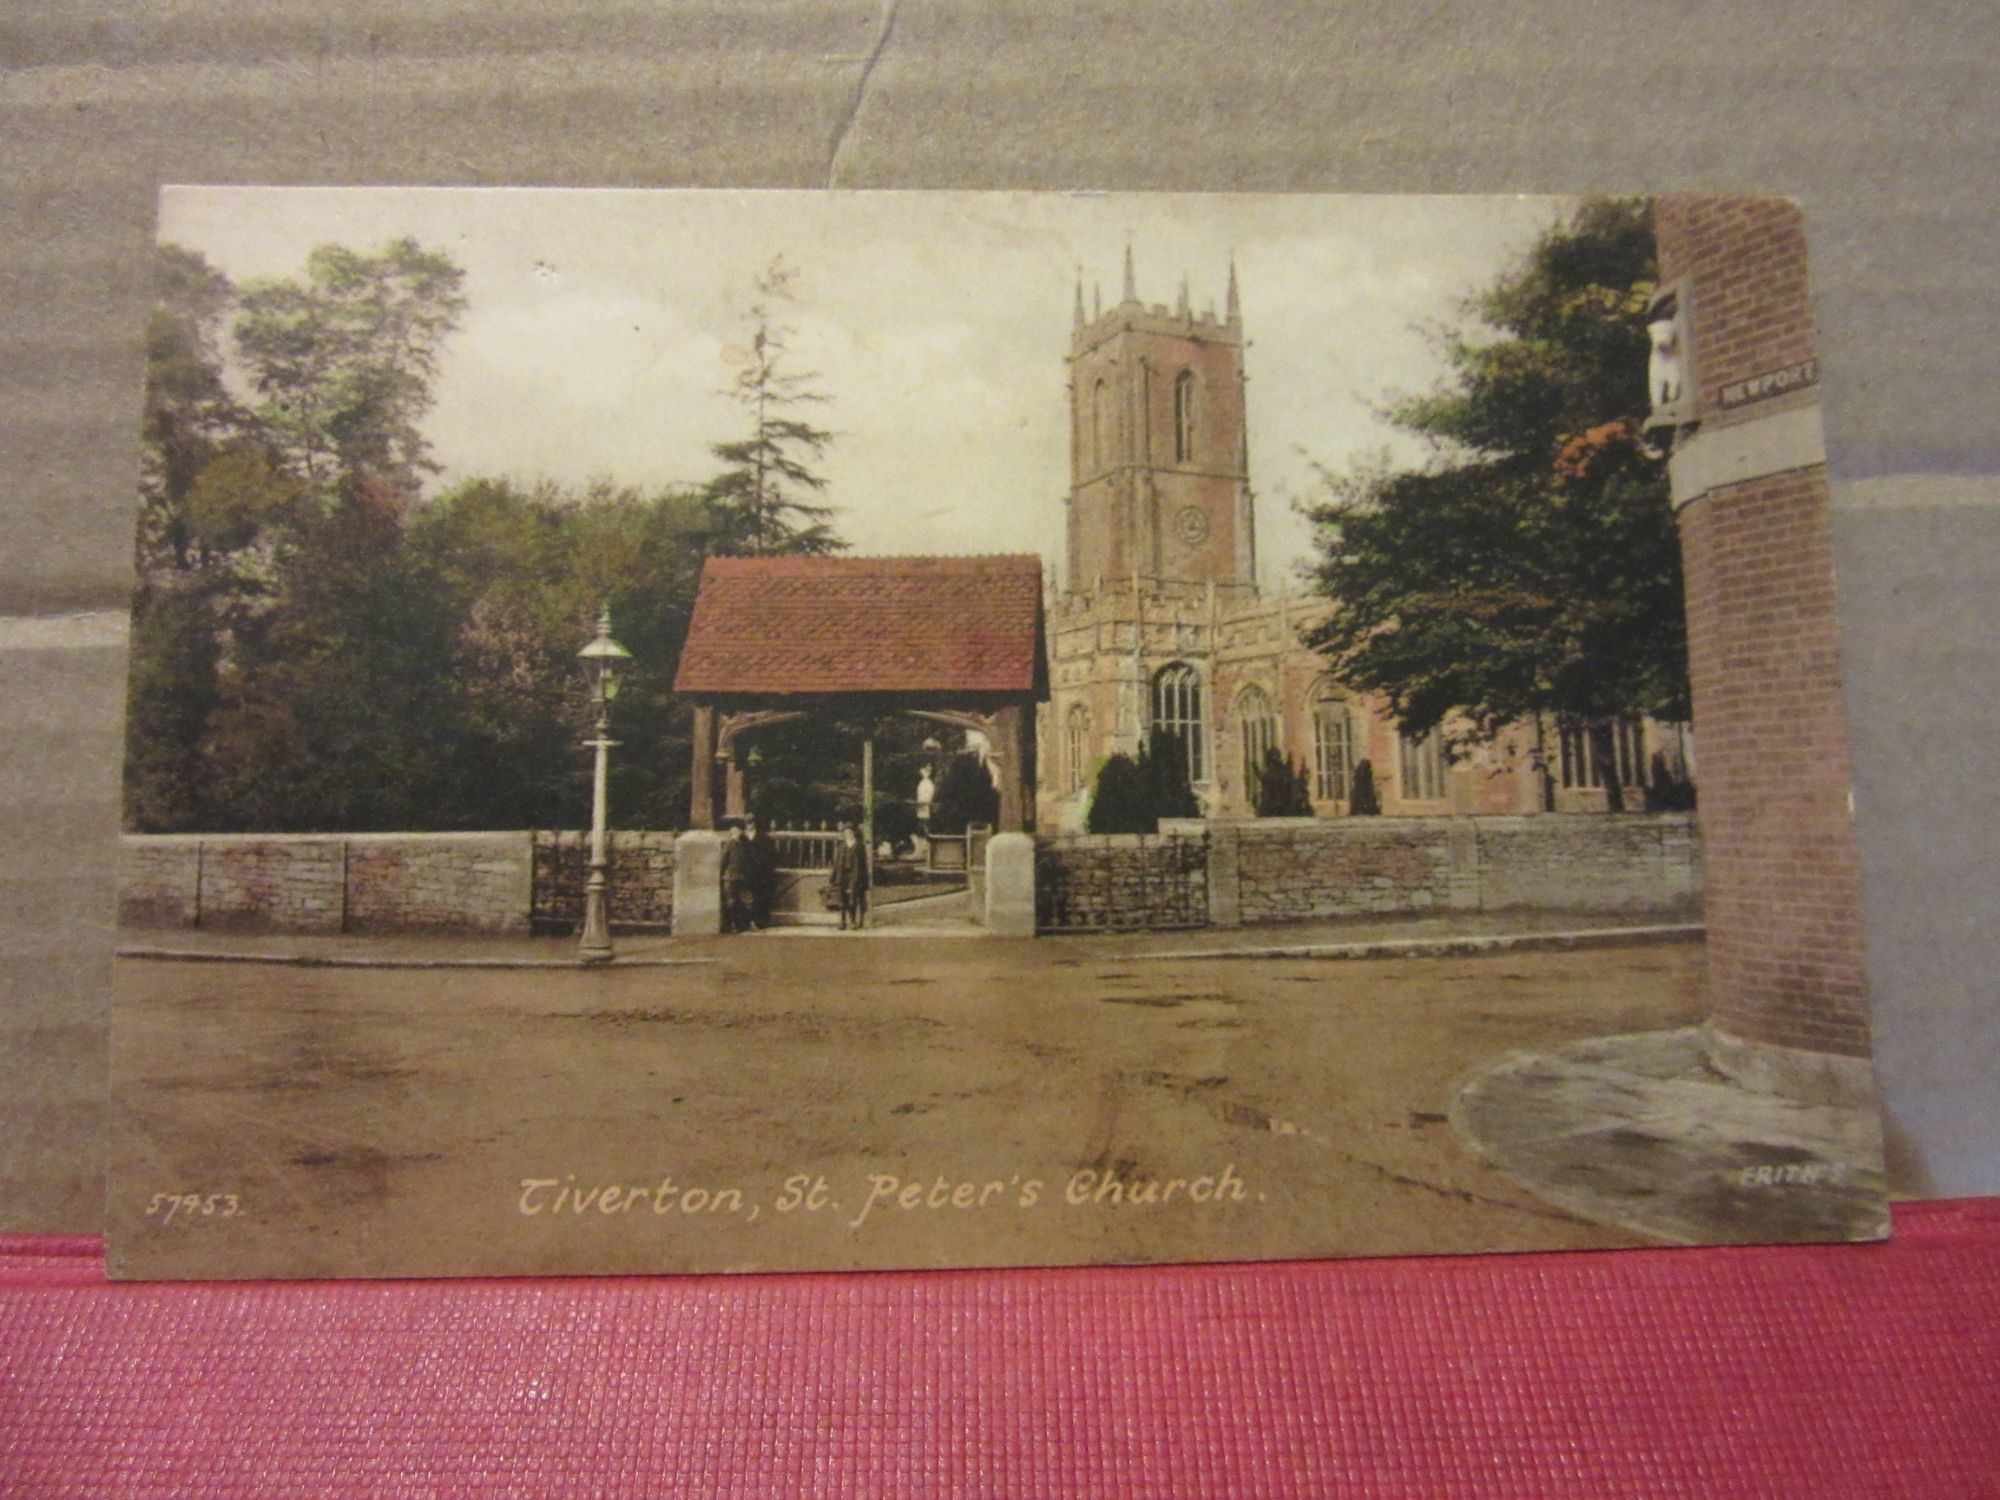 NEWPORT
57953.
Tiverton, St. Peter's Church.
FRITH'S